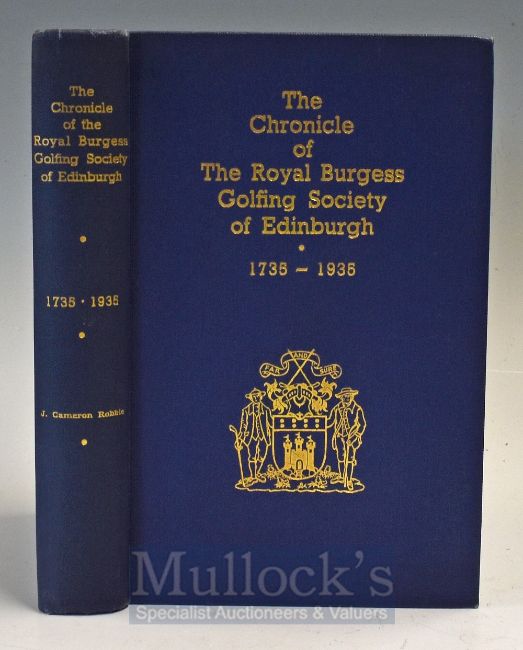 The
Chronicle
of the
Royal Burgess
Golfing Society
of Edinburgh
1735 · 1935
J. Cameron Robbie
The
Chronicle
of
The Royal Burgess
Golfing Society
of Edinburgh
1735 – 1935
FAR AND SURE
Mullock's
Specialist Auctioneers & Valuers